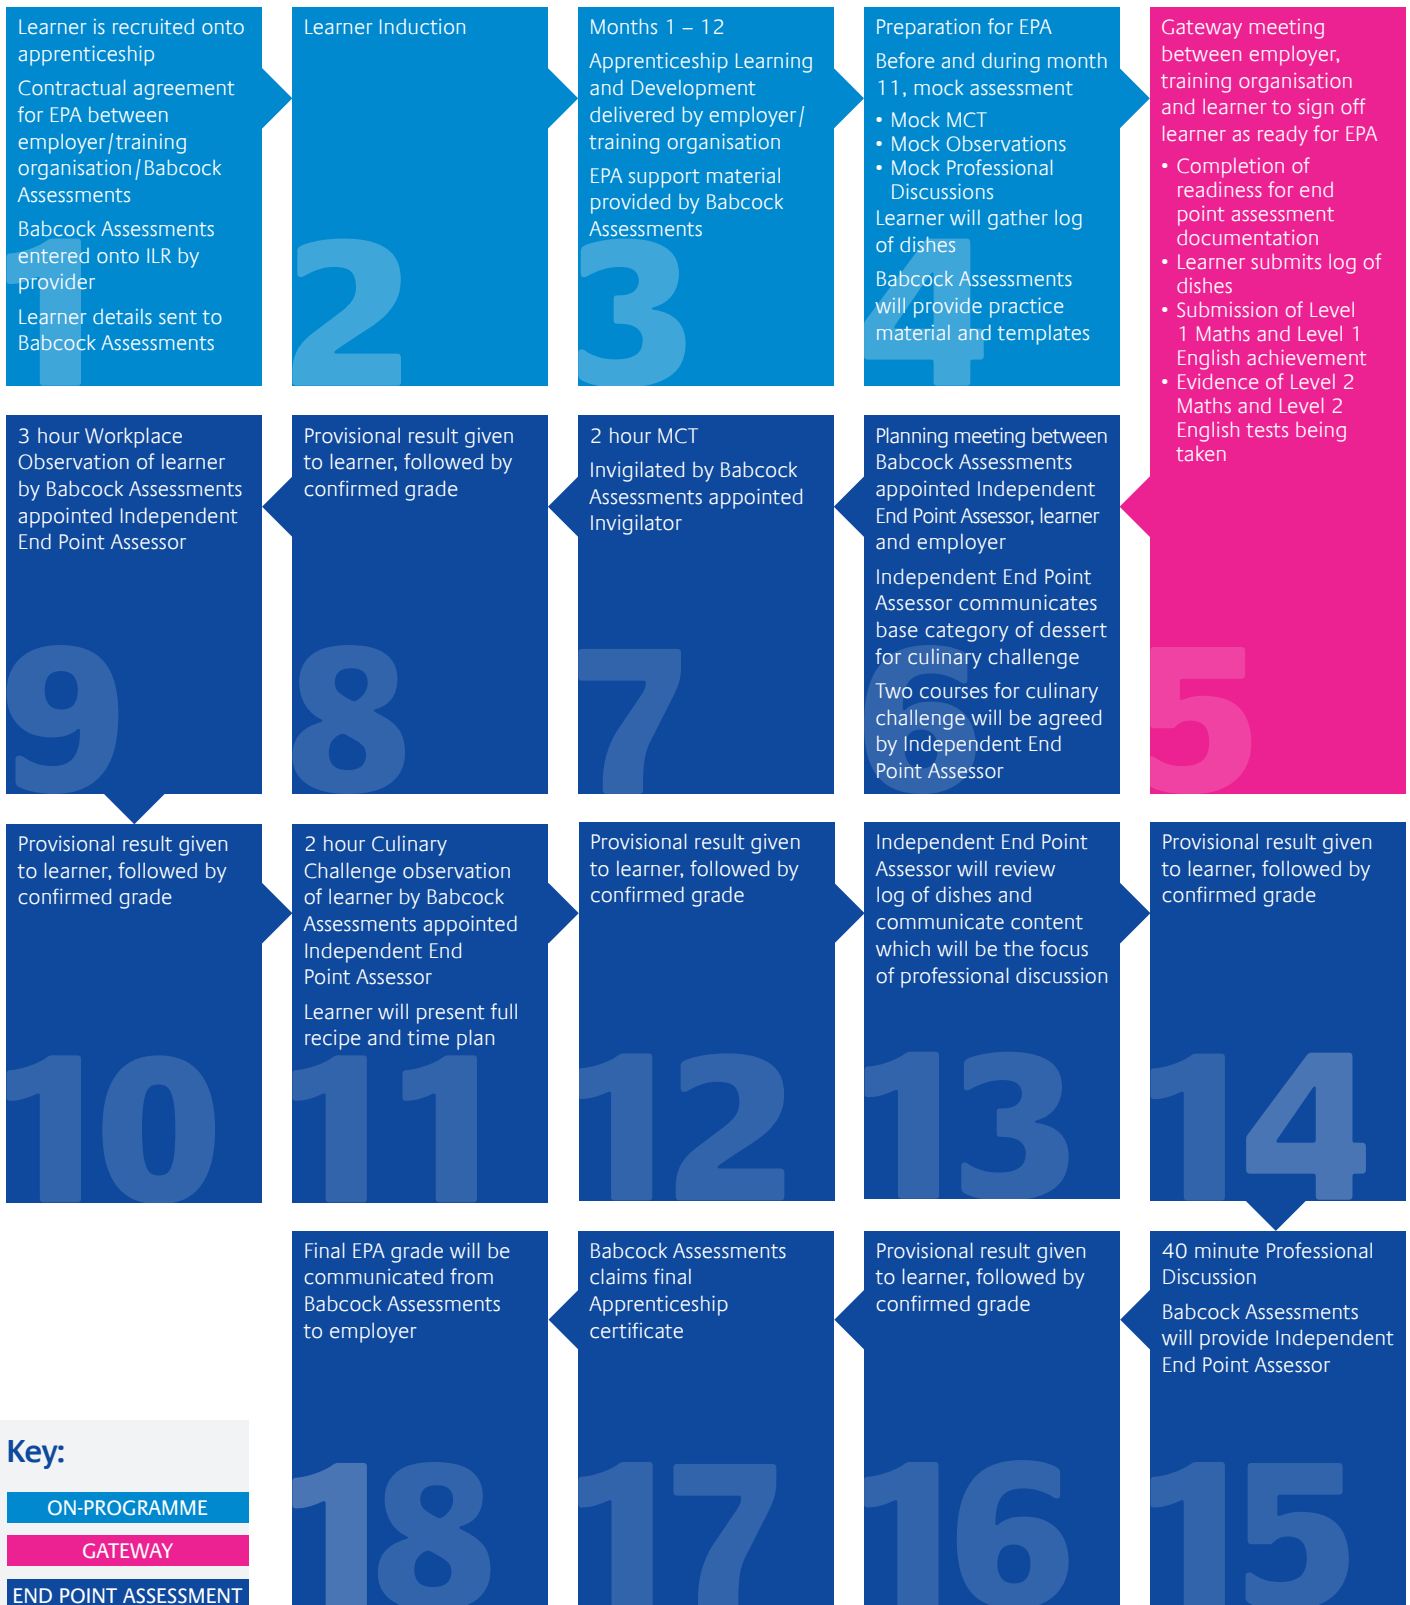 Learner is recruited onto
apprenticeship
Contractual agreement
for EPA between
employer/training
organisation/Babcock
Assessments
Babcock Assessments
entered onto ILR by
provider
Learner details sent to
Babcock Assessments
1
Learner Induction
2
Months 1 – 12
Apprenticeship Learning
and Development
delivered by employer/
training organisation
EPA support material
provided by Babcock
Assessments
3
Preparation for EPA
Before and during month
11, mock assessment
• Mock MCT
• Mock Observations
• Mock Professional
Discussions
Learner will gather log
of dishes
Babcock Assessments
will provide practice
material and templates
4
Gateway meeting
between employer,
training organisation
and learner to sign off
learner as ready for EPA
• Completion of
readiness for end
point assessment
documentation
• Learner submits log of
dishes
• Submission of Level
1 Maths and Level 1
English achievement
• Evidence of Level 2
Maths and Level 2
English tests being
taken
5
Planning meeting between
Babcock Assessments
appointed Independent
End Point Assessor, learner
and employer
Independent End Point
Assessor communicates
base category of dessert
for culinary challenge
Two courses for culinary
challenge will be agreed
by Independent End
Point Assessor
6
2 hour MCT
Invigilated by Babcock
Assessments appointed
Invigilator
7
Provisional result given
to learner, followed by
confirmed grade
8
3 hour Workplace
Observation of learner
by Babcock Assessments
appointed Independent
End Point Assessor
9
Provisional result given
to learner, followed by
confirmed grade
10
2 hour Culinary
Challenge observation
of learner by Babcock
Assessments appointed
Independent End
Point Assessor
Learner will present full
recipe and time plan
11
Provisional result given
to learner, followed by
confirmed grade
12
Independent End Point
Assessor will review
log of dishes and
communicate content
which will be the focus
of professional discussion
13
Provisional result given
to learner, followed by
confirmed grade
14
40 minute Professional
Discussion
Babcock Assessments
will provide Independent
End Point Assessor
15
Provisional result given
to learner, followed by
confirmed grade
16
Babcock Assessments
claims final
Apprenticeship
certificate
17
Final EPA grade will be
communicated from
Babcock Assessments
to employer
18
Key:
ON-PROGRAMME
GATEWAY
END POINT ASSESSMENT